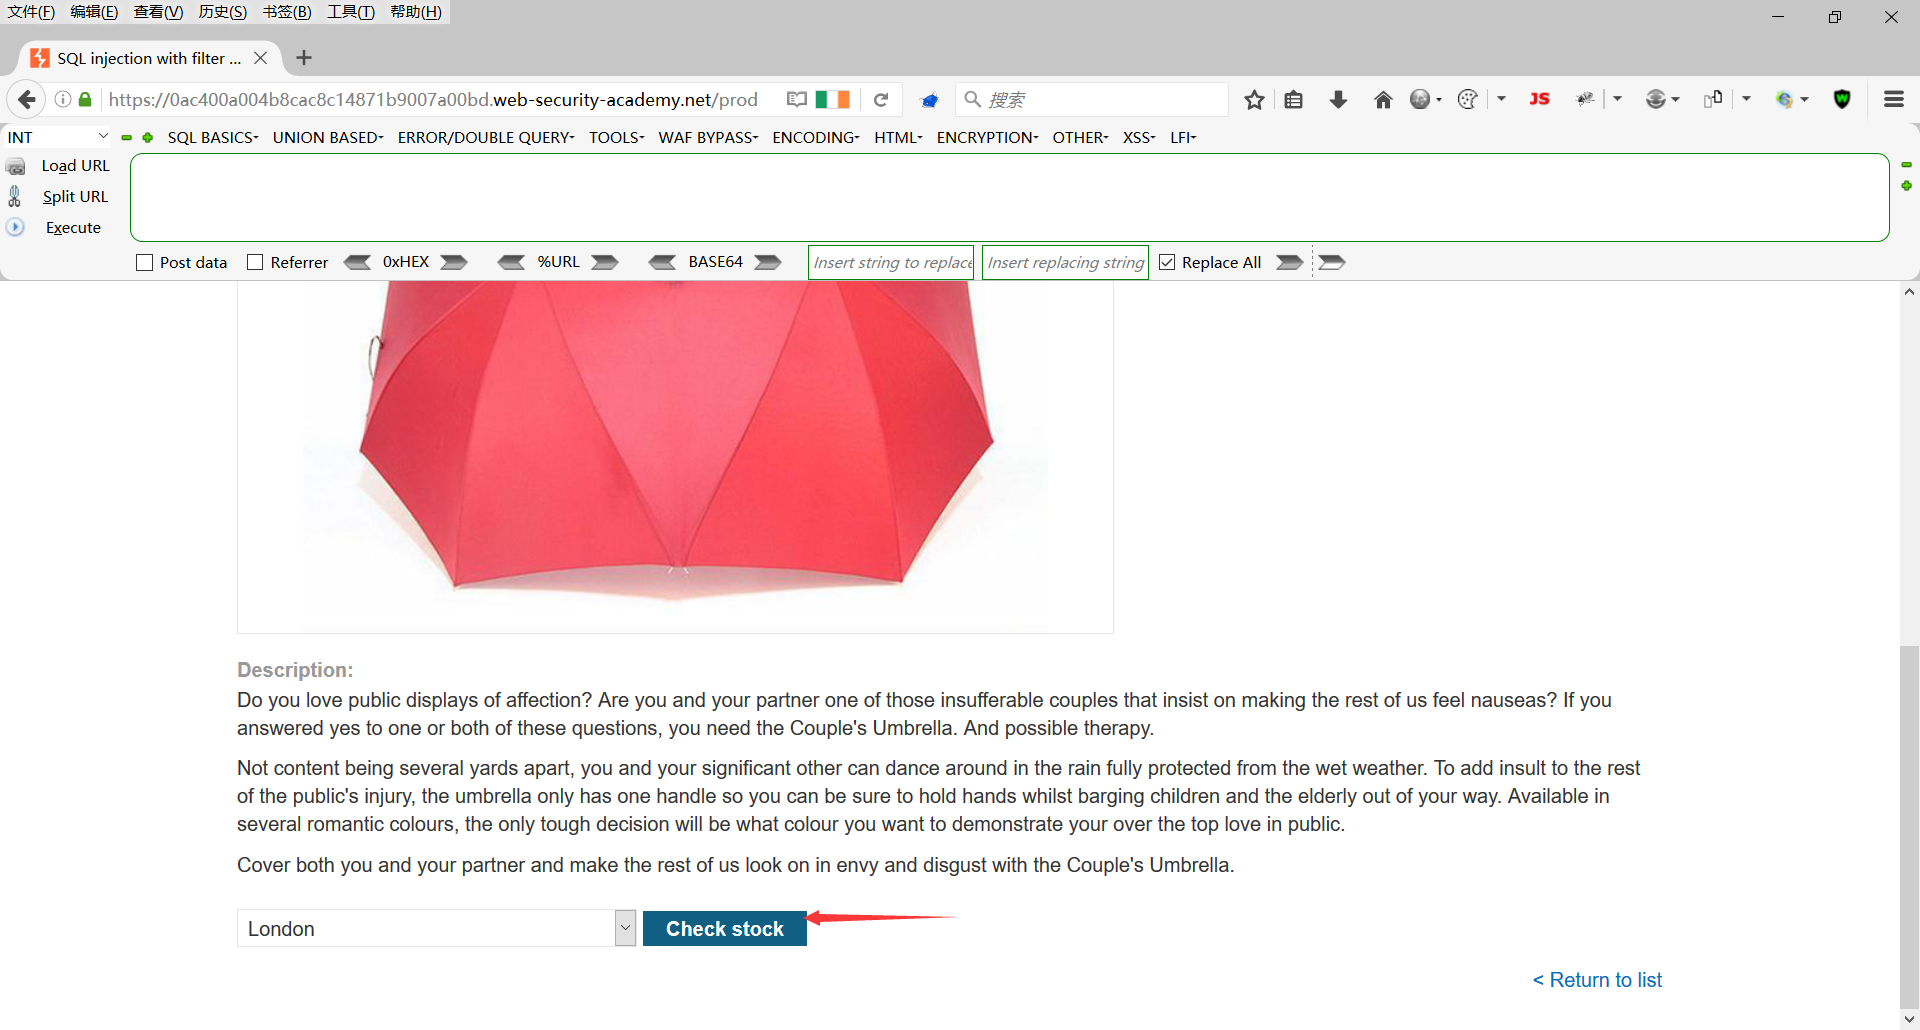 文件(F) 编辑(E) 查看(V) 历史(S) 书签(B) 工具(T) 帮助(H)
SQL injection with filter ...
https://0ac400a004b8cac8c14871b9007a00bd.web-security-academy.net/prod
搜索
JS
INT
SQL BASICS UNION BASED ERROR/DOUBLE QUERY TOOLS WAF BYPASS ENCODING HTML ENCRYPTION OTHER XSS LFI
Load URL
Split URL
Execute
Post data Referrer 0xHEX %URL BASE64 Insert string to replace Insert replacing string Replace All
Description:
Do you love public displays of affection? Are you and your partner one of those insufferable couples that insist on making the rest of us feel nauseas? If you
answered yes to one or both of these questions, you need the Couple's Umbrella. And possible therapy.
Not content being several yards apart, you and your significant other can dance around in the rain fully protected from the wet weather. To add insult to the rest
of the public's injury, the umbrella only has one handle so you can be sure to hold hands whilst barging children and the elderly out of your way. Available in
several romantic colours, the only tough decision will be what colour you want to demonstrate your over the top love in public.
Cover both you and your partner and make the rest of us look on in envy and disgust with the Couple's Umbrella.
London
Check stock
< Return to list